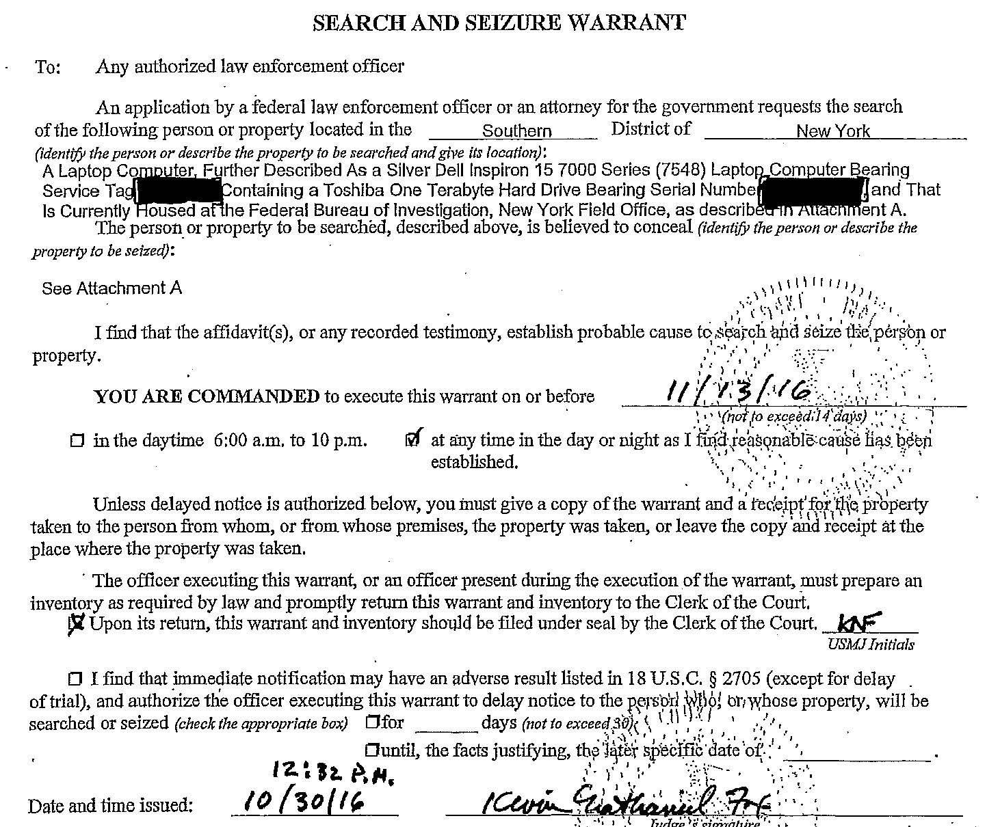 SEARCH AND SEIZURE WARRANT
To: Any authorized law enforcement officer
An application by a federal law enforcement officer or an attorney for the government requests the search
of the following person or property located in the Southern District of New York
(identify the person or describe the property to be searched and give its location):
A Laptop Computer, Further Described As a Silver Dell Inspiron 15 7000 Series (7548) Laptop Computer Bearing
Service Tag Containing a Toshiba One Terabyte Hard Drive Bearing Serial Number , and That
Is Currently Housed at the Federal Bureau of Investigation, New York Field Office, as described in Attachment A.
The person or property to be searched, described above, is believed to conceal (identify the person or describe the
property to be seized):
See Attachment A
I find that the affidavit(s), or any recorded testimony, establish probable cause to search and seize the person or
property.
YOU ARE COMMANDED to execute this warrant on or before 11/13/16
(not to exceed 14 days)
☐ in the daytime 6:00 a.m. to 10 p.m. ☑ at any time in the day or night as I find reasonable cause has been
established.
Unless delayed notice is authorized below, you must give a copy of the warrant and a receipt for the property
taken to the person from whom, or from whose premises, the property was taken, or leave the copy and receipt at the
place where the property was taken.
The officer executing this warrant, or an officer present during the execution of the warrant, must prepare an
inventory as required by law and promptly return this warrant and inventory to the Clerk of the Court.
☒ Upon its return, this warrant and inventory should be filed under seal by the Clerk of the Court. KNF
USMJ Initials
☐ I find that immediate notification may have an adverse result listed in 18 U.S.C. § 2705 (except for delay
of trial), and authorize the officer executing this warrant to delay notice to the person who, or whose property, will be
searched or seized (check the appropriate box) ☐for ______ days (not to exceed 30)
☐until, the facts justifying, the later specific date of ______________.
12:32 P.M.
Date and time issued: 10/30/16 Kevin Nathaniel Fox
Judge's signature